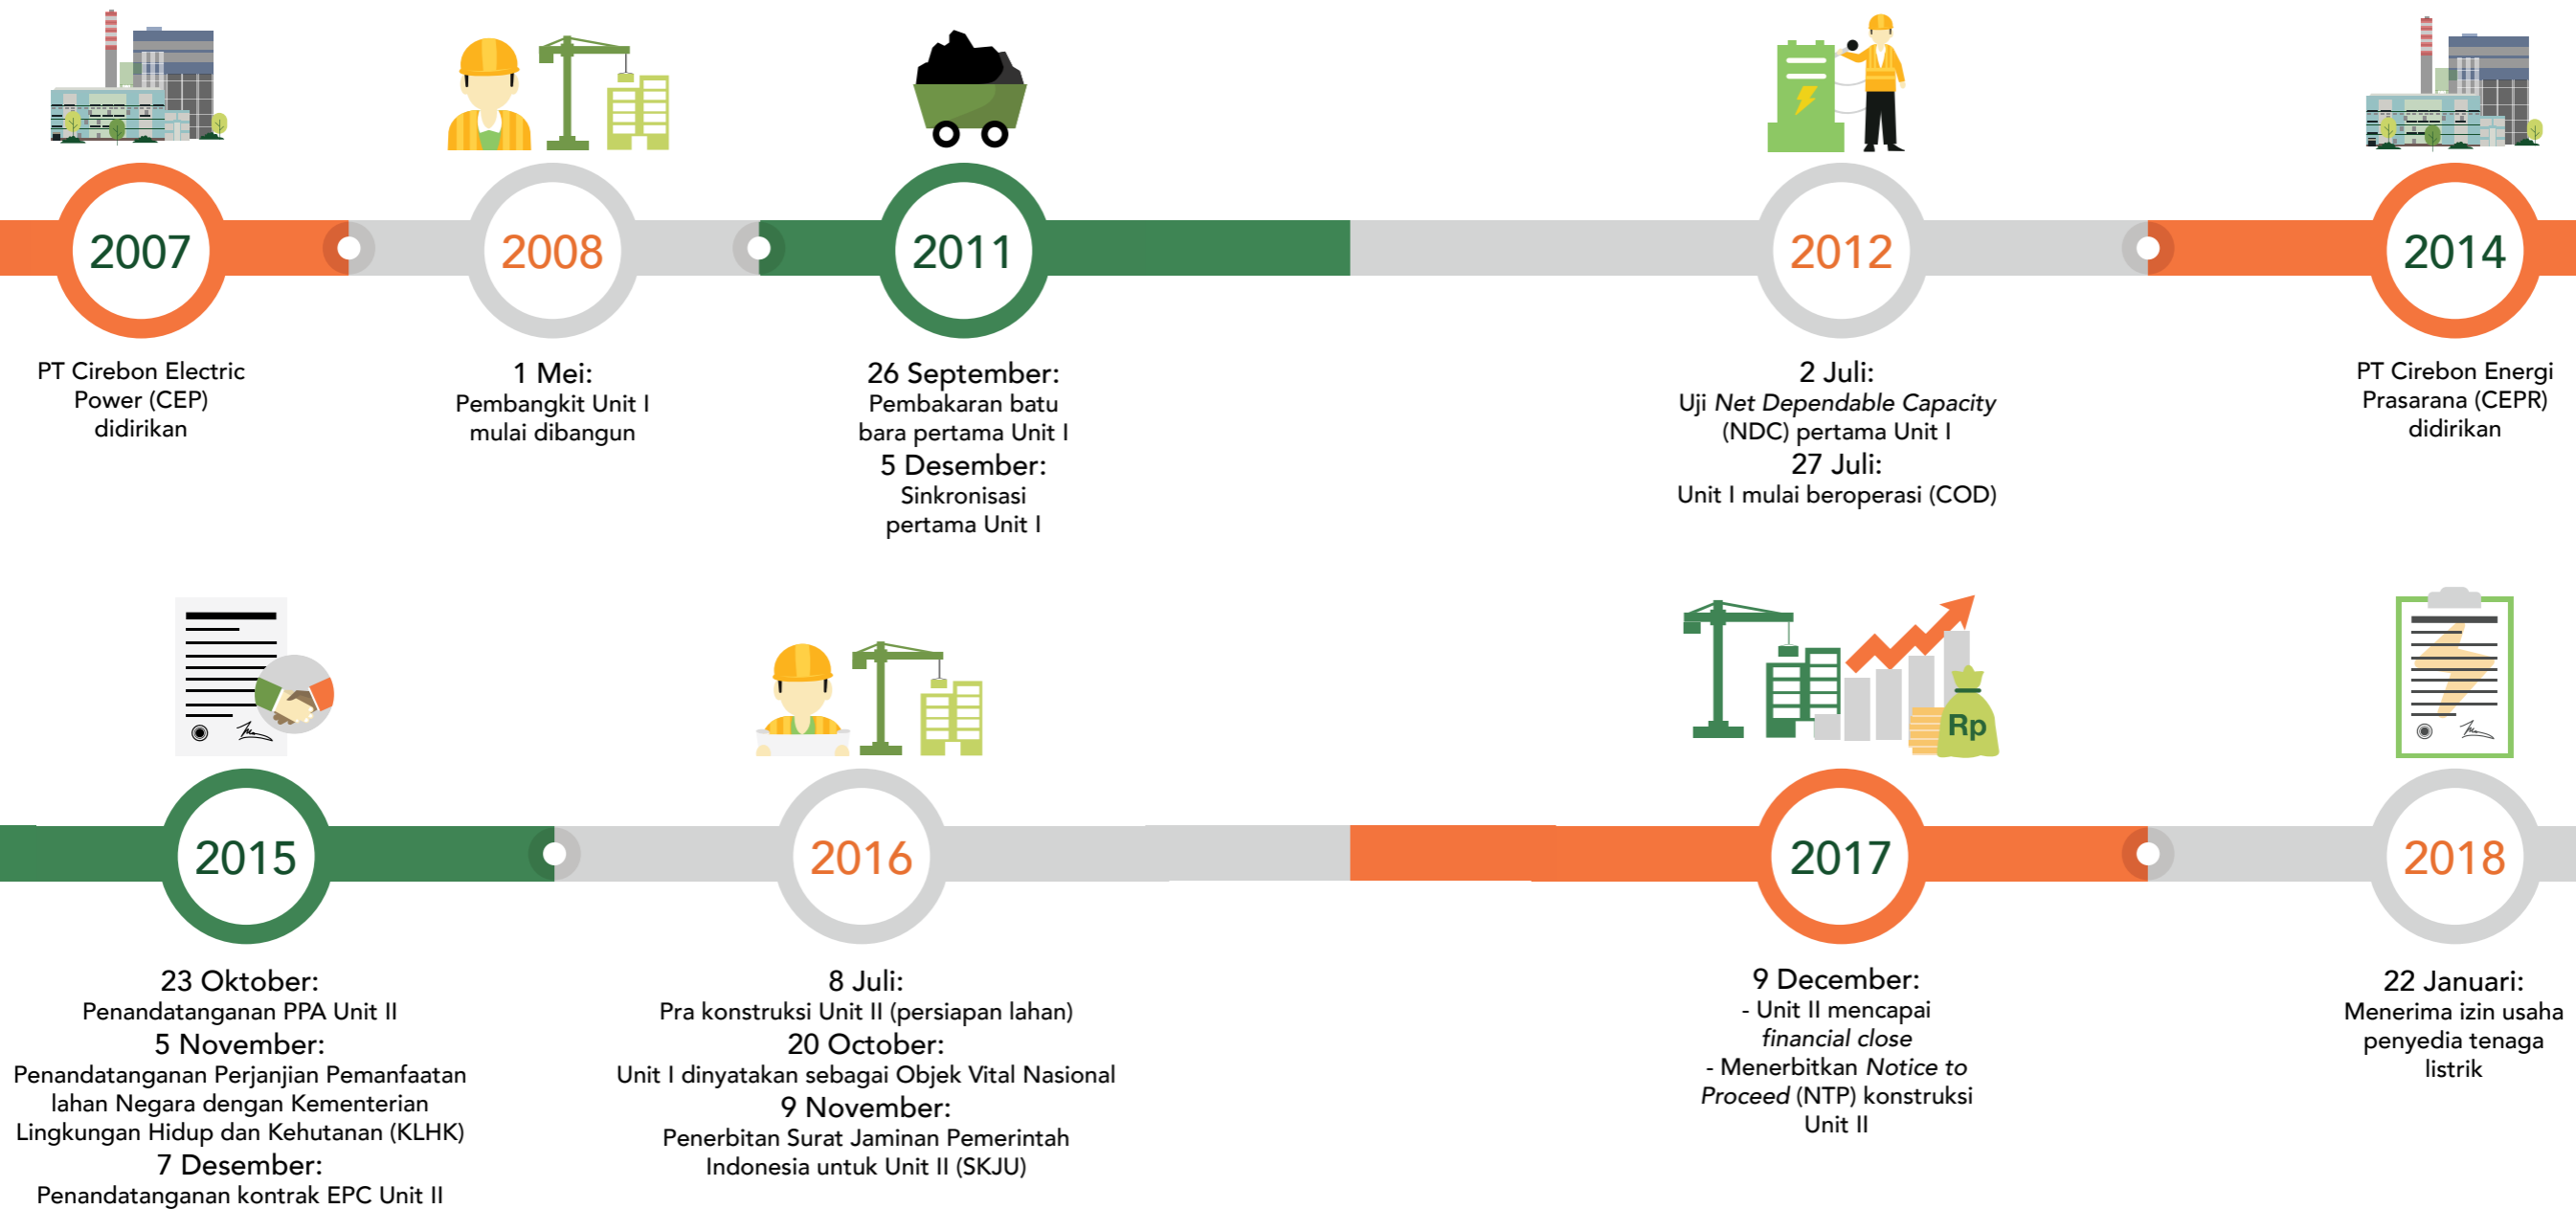 2007
PT Cirebon Electric
Power (CEP)
didirikan
2008
1 Mei:
Pembangkit Unit I
mulai dibangun
2011
26 September:
Pembakaran batu
bara pertama Unit I
5 Desember:
Sinkronisasi
pertama Unit I
2012
2 Juli:
Uji Net Dependable Capacity
(NDC) pertama Unit I
27 Juli:
Unit I mulai beroperasi (COD)
2014
PT Cirebon Energi
Prasarana (CEPR)
didirikan
2015
23 Oktober:
Penandatanganan PPA Unit II
5 November:
Penandatanganan Perjanjian Pemanfaatan
lahan Negara dengan Kementerian
Lingkungan Hidup dan Kehutanan (KLHK)
7 Desember:
Penandatanganan kontrak EPC Unit II
2016
8 Juli:
Pra konstruksi Unit II (persiapan lahan)
20 October:
Unit I dinyatakan sebagai Objek Vital Nasional
9 November:
Penerbitan Surat Jaminan Pemerintah
Indonesia untuk Unit II (SKJU)
Rp
2017
9 December:
- Unit II mencapai
financial close
- Menerbitkan Notice to
Proceed (NTP) konstruksi
Unit II
2018
22 Januari:
Menerima izin usaha
penyedia tenaga
listrik